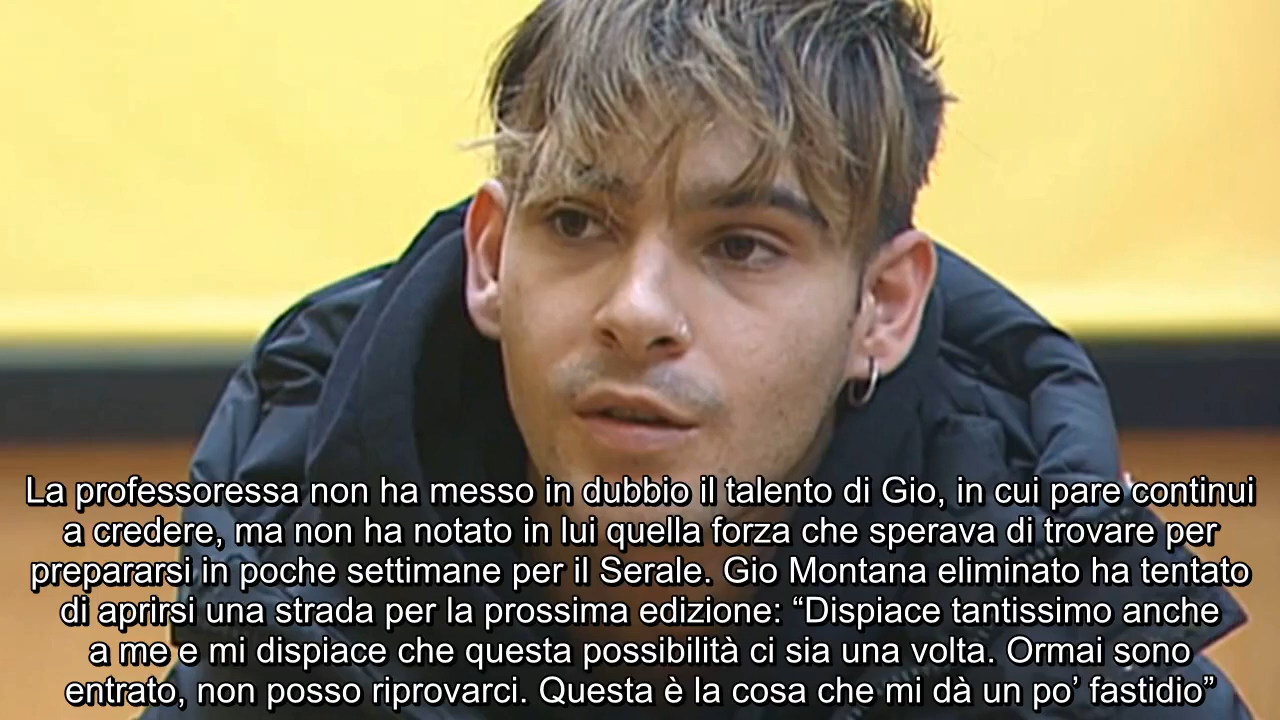 La professoressa non ha messo in dubbio il talento di Gio, in cui pare continui
a credere, ma non ha notato in lui quella forza che sperava di trovare per
prepararsi in poche settimane per il Serale. Gio Montana eliminato ha tentato
di aprirsi una strada per la prossima edizione: “Dispiace tantissimo anche
a me e mi dispiace che questa possibilità ci sia una volta. Ormai sono
entrato, non posso riprovarci. Questa è la cosa che mi dà un po’ fastidio”